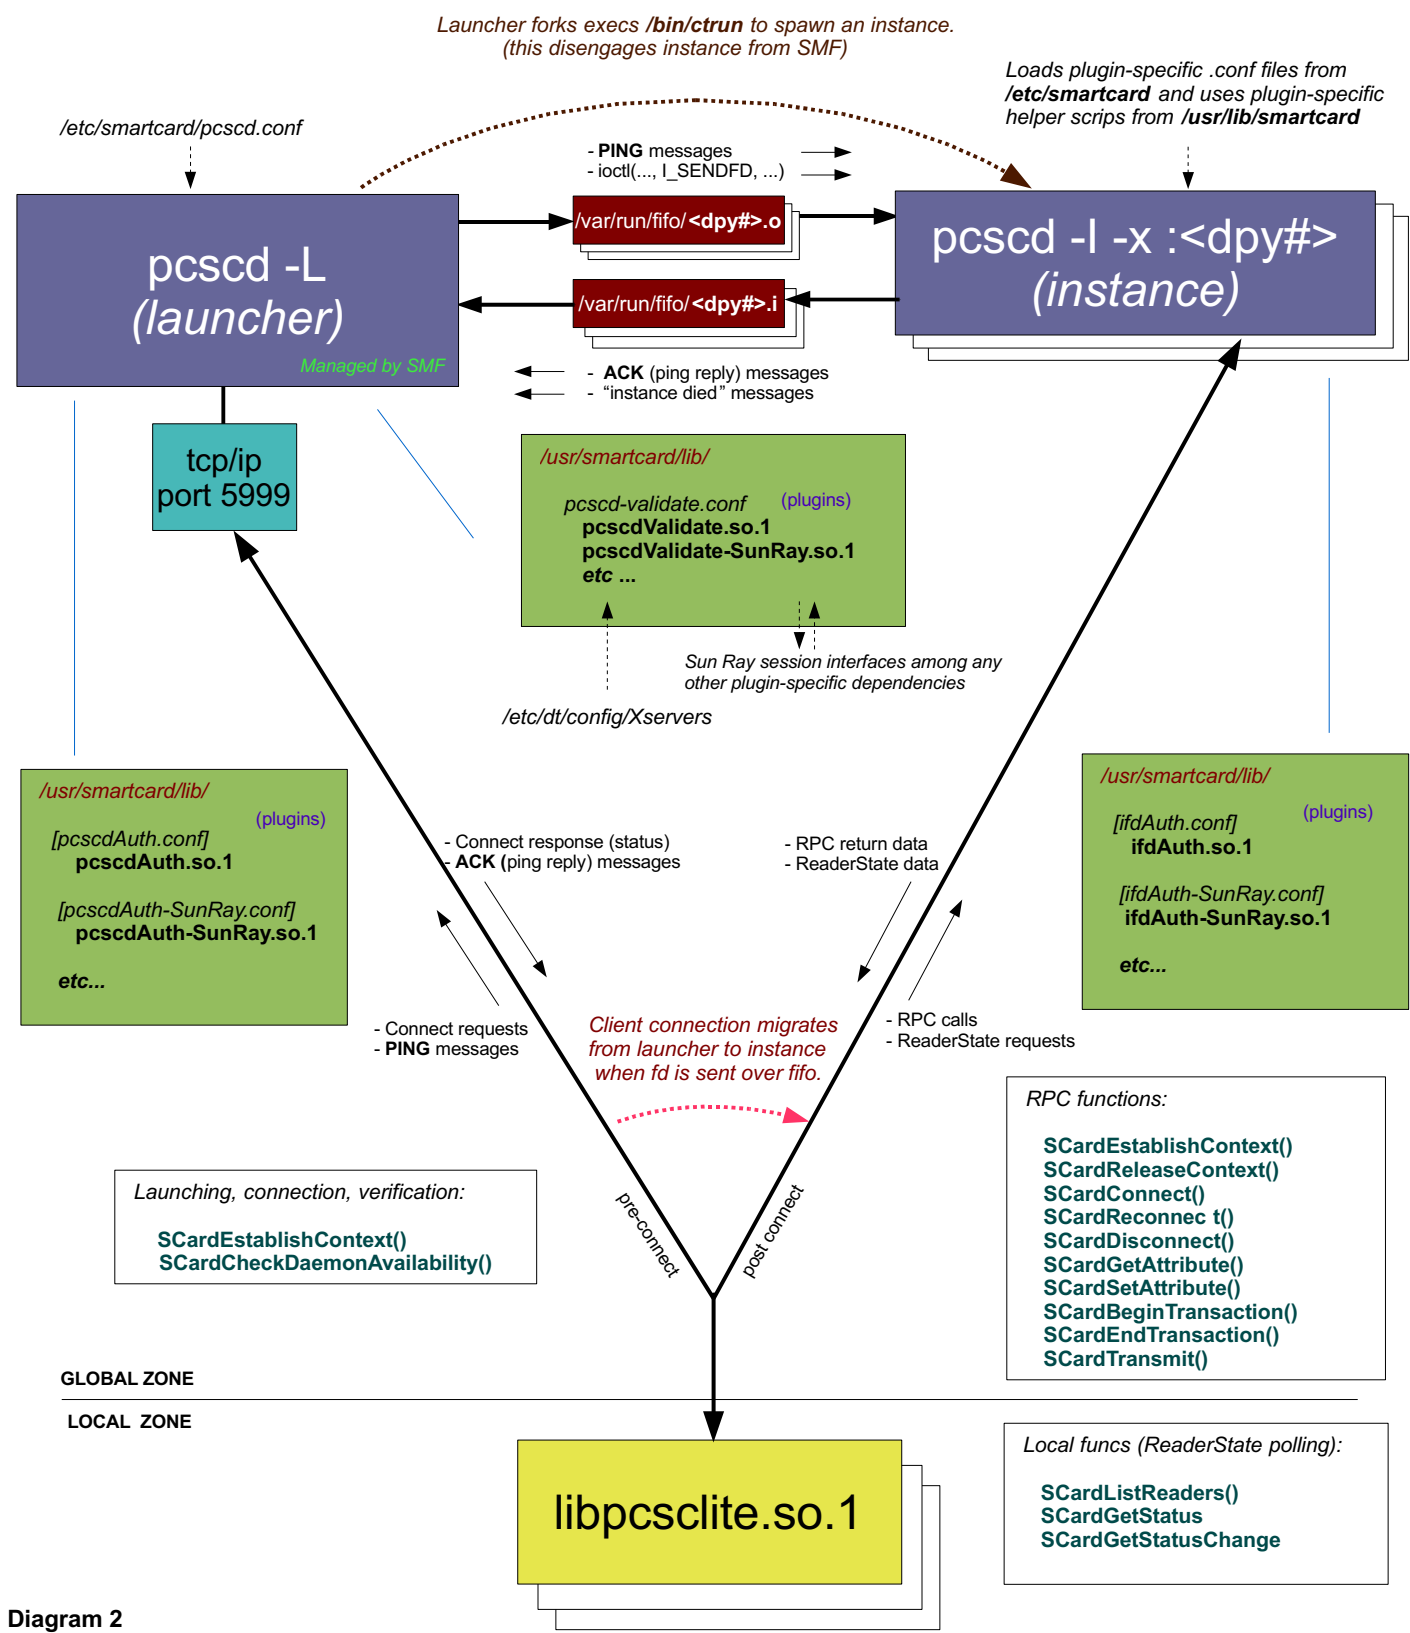 Launcher forks execs /bin/ctrun to spawn an instance.
(this disengages instance from SMF)
Loads plugin-specific .conf files from
/etc/smartcard and uses plugin-specific
helper scrips from /usr/lib/smartcard
/etc/smartcard/pcscd.conf
- PING messages
- ioctl(..., I_SENDFD, ...)
pcscd -L
(launcher)
Managed by SMF
/var/run/fifo/<dpy#>.o
/var/run/fifo/<dpy#>.i
pcscd -I -x :<dpy#>
(instance)
- ACK (ping reply) messages
- “instance died” messages
tcp/ip
port 5999
/usr/smartcard/lib/
pcscd-validate.conf (plugins)
pcscdValidate.so.1
pcscdValidate-SunRay.so.1
etc ...
Sun Ray session interfaces among any
other plugin-specific dependencies
/etc/dt/config/Xservers
/usr/smartcard/lib/
(plugins)
[pcscdAuth.conf]
pcscdAuth.so.1
[pcscdAuth-SunRay.conf]
pcscdAuth-SunRay.so.1
etc...
/usr/smartcard/lib/
(plugins)
[ifdAuth.conf]
ifdAuth.so.1
[ifdAuth-SunRay.conf]
ifdAuth-SunRay.so.1
etc...
- Connect response (status)
- ACK (ping reply) messages
- RPC return data
- ReaderState data
- Connect requests
- PING messages
Client connection migrates
from launcher to instance
when fd is sent over fifo.
- RPC calls
- ReaderState requests
pre-connect
post connect
Launching, connection, verification:
SCardEstablishContext()
SCardCheckDaemonAvailability()
RPC functions:
SCardEstablishContext()
SCardReleaseContext()
SCardConnect()
SCardReconnec t()
SCardDisconnect()
SCardGetAttribute()
SCardSetAttribute()
SCardBeginTransaction()
SCardEndTransaction()
SCardTransmit()
GLOBAL ZONE
LOCAL ZONE
libpcsclite.so.1
Local funcs (ReaderState polling):
SCardListReaders()
SCardGetStatus
SCardGetStatusChange
Diagram 2